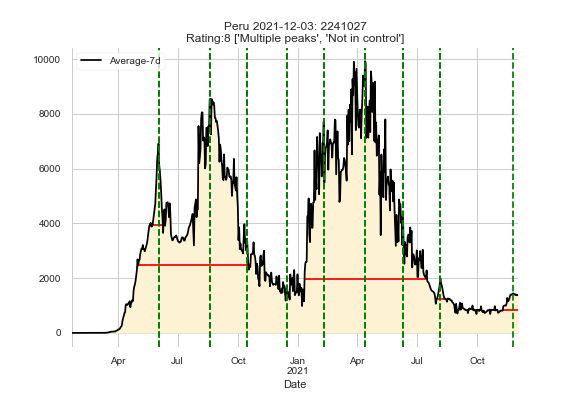 Peru 2021-12-03: 2241027
Rating:8 ['Multiple peaks', 'Not in control']
Average-7d
10000
8000
6000
4000
2000
0
Apr
Jul
Oct
Jan
2021
Apr
Jul
Oct
Date